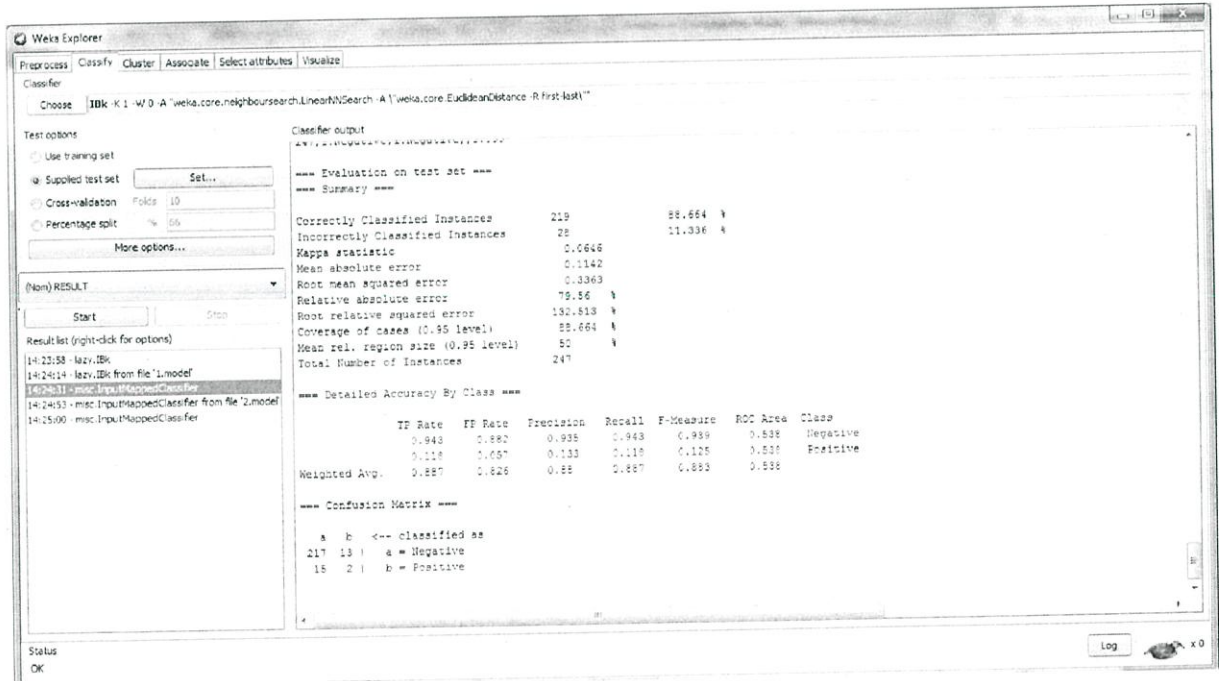 Weka Explorer
Preprocess Classify Cluster Associate Select attributes Visualize
Classifier
Choose IBk -K 1 -W 0 -A "weka.core.neighboursearch.LinearNNSearch -A \"weka.core.EuclideanDistance -R first-last\""
Test options
Use training set
Supplied test set Set...
Cross-validation Folds 10
Percentage split % 66
More options...
(Nom) RESULT
Start Stop
Result list (right-click for options)
14:23:58 - lazy.IBk
14:24:14 - lazy.IBk from file '1.model'
14:24:31 - misc.InputMappedClassifier
14:24:53 - misc.InputMappedClassifier from file '2.model'
14:25:00 - misc.InputMappedClassifier
Classifier output
=== Evaluation on test set ===
=== Summary ===
Correctly Classified Instances 219 88.664 %
Incorrectly Classified Instances 28 11.336 %
Kappa statistic 0.0646
Mean absolute error 0.1142
Root mean squared error 0.3363
Relative absolute error 79.56 %
Root relative squared error 132.513 %
Coverage of cases (0.95 level) 88.664 %
Mean rel. region size (0.95 level) 50 %
Total Number of Instances 247
=== Detailed Accuracy By Class ===
TP Rate FP Rate Precision Recall F-Measure ROC Area Class
0.943 0.882 0.935 0.943 0.939 0.538 Negative
0.118 0.057 0.133 0.118 0.125 0.538 Positive
Weighted Avg. 0.887 0.826 0.88 0.887 0.883 0.538
=== Confusion Matrix ===
a b <-- classified as
217 13 | a = Negative
15 2 | b = Positive
Status
OK
Log x 0